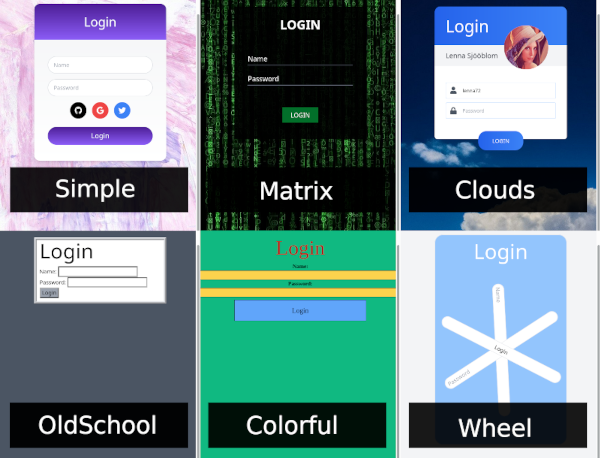 Login
Name
Password
Login
Simple
LOGIN
Name
Password
LOGIN
Matrix
Login
Lenna Sjööblom
lenna72
Password
LOGIN
Clouds
Login
Name:
Password:
Login
OldSchool
Login
Name:
Password:
Login
Colorful
Login
Name
Login
Password
Wheel